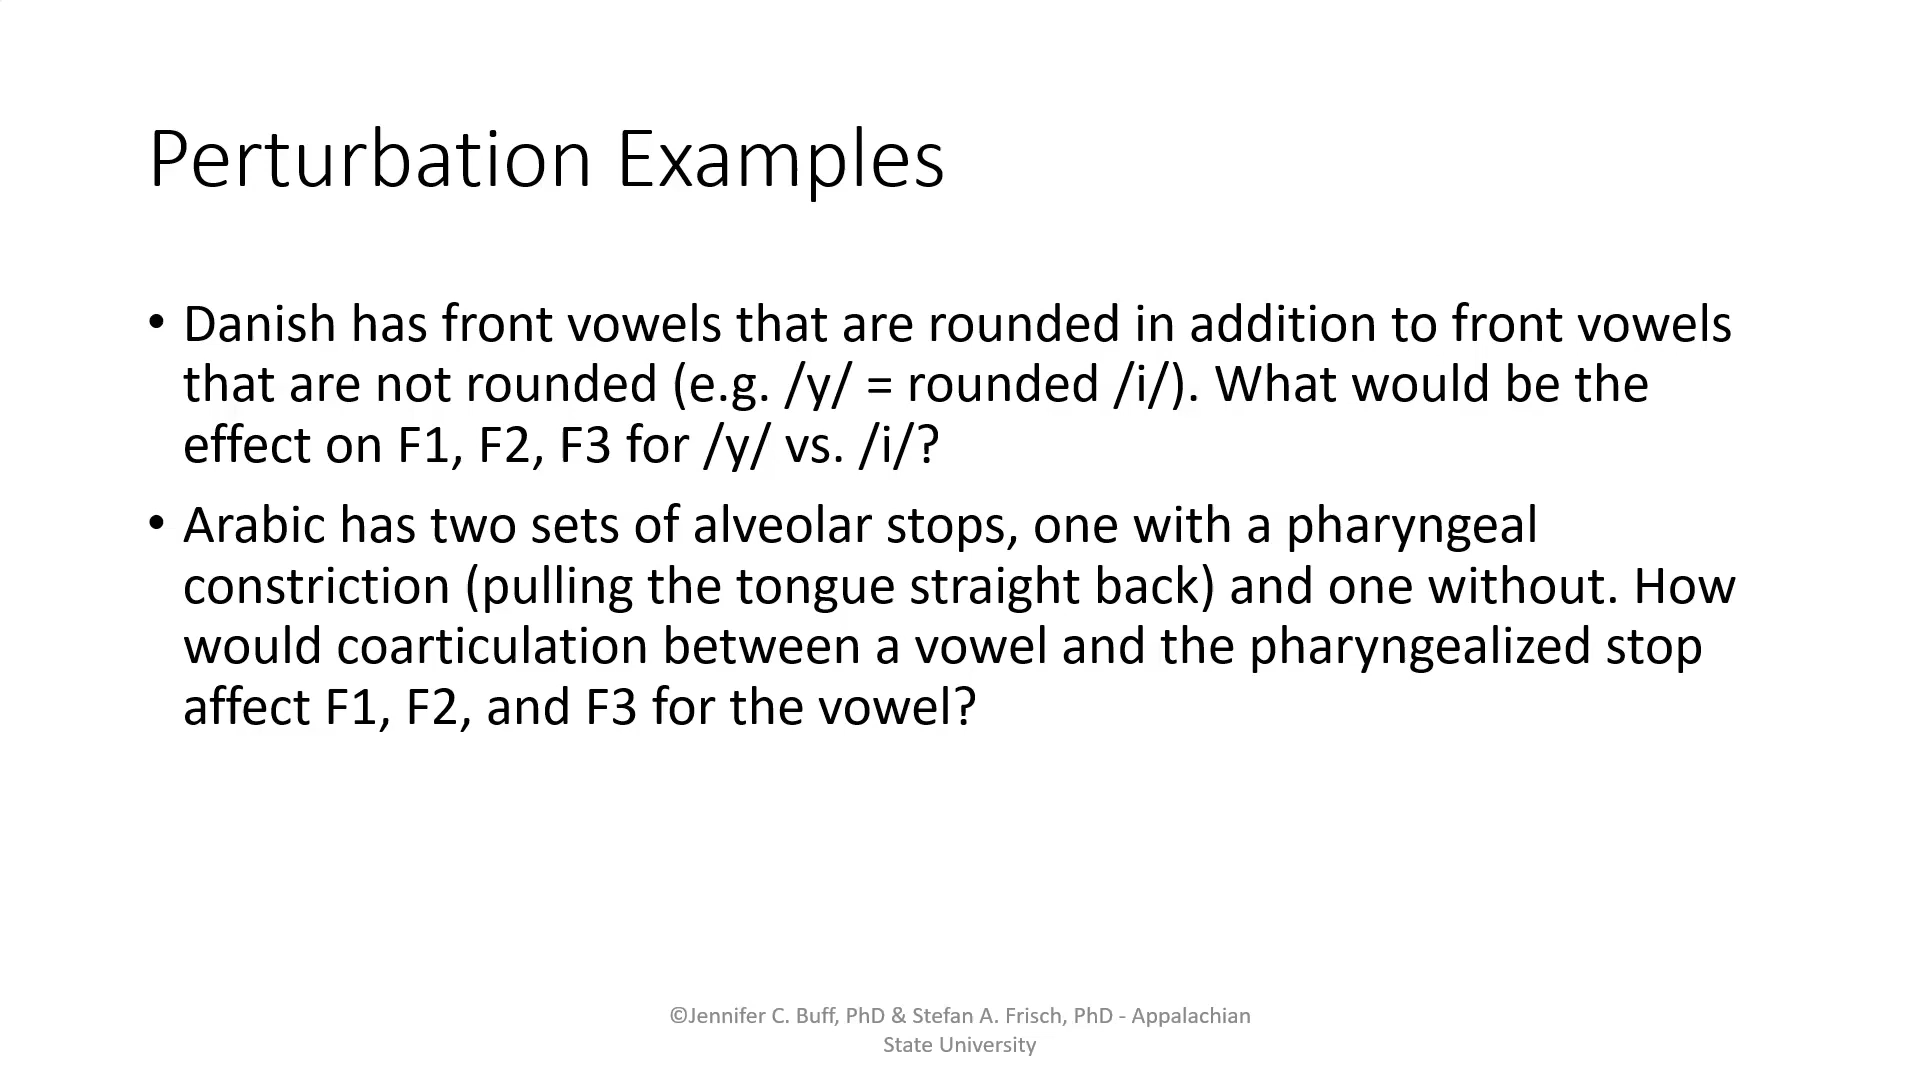 Perturbation Examples
• Danish has front vowels that are rounded in addition to front vowels
that are not rounded (e.g. /y/ = rounded /i/). What would be the
effect on F1, F2, F3 for /y/ vs. /i/?
• Arabic has two sets of alveolar stops, one with a pharyngeal
constriction (pulling the tongue straight back) and one without. How
would coarticulation between a vowel and the pharyngealized stop
affect F1, F2, and F3 for the vowel?
©Jennifer C. Buff, PhD & Stefan A. Frisch, PhD - Appalachian
State University